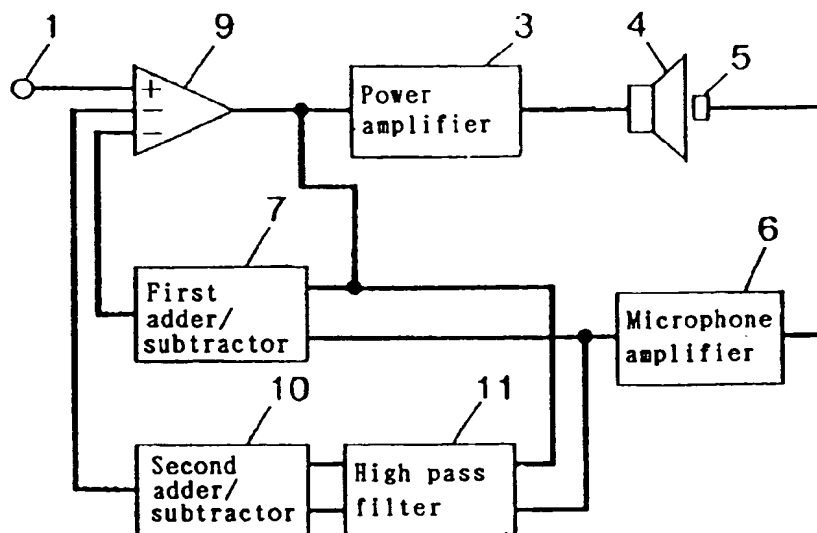 1
9
3
4
5
+
−
−
Power
amplifier
7
6
First
adder/
subtractor
Microphone
amplifier
10
11
Second
adder/
subtractor
High pass
filter